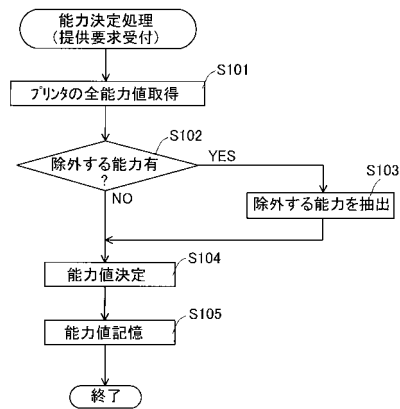 能力決定処理
(提供要求受付)
S101
プリンタの全能力値取得
S102
除外する能力有
?
YES
NO
S103
除外する能力を抽出
S104
能力値決定
S105
能力値記憶
終了